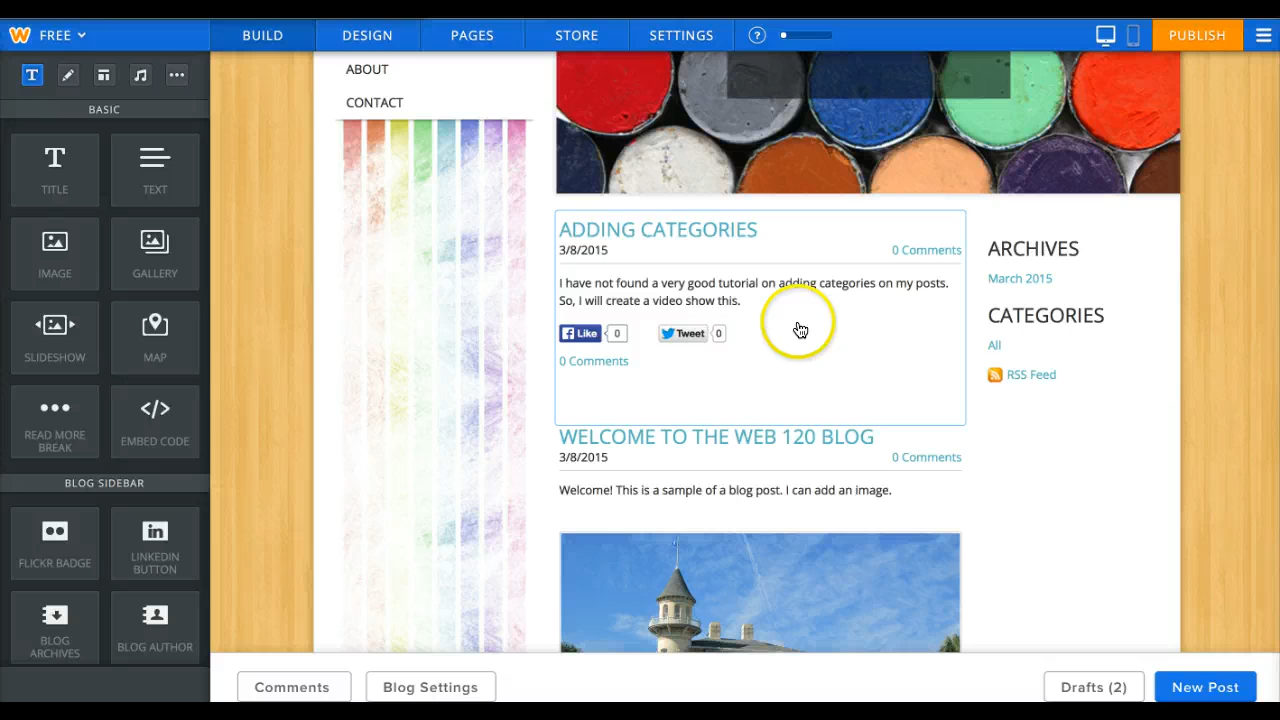 FREE
BUILD
DESIGN
PAGES
STORE
SETTINGS
?
PUBLISH
BASIC
T
TITLE
TEXT
IMAGE
GALLERY
SLIDESHOW
MAP
READ MORE
BREAK
EMBED CODE
BLOG SIDEBAR
FLICKR BADGE
LINKEDIN
BUTTON
BLOG
ARCHIVES
BLOG AUTHOR
ABOUT
CONTACT
ADDING CATEGORIES
3/8/2015 0 Comments
I have not found a very good tutorial on adding categories on my posts.
So, I will create a video show this.
Like 0 Tweet 0
0 Comments
WELCOME TO THE WEB 120 BLOG
3/8/2015 0 Comments
Welcome! This is a sample of a blog post. I can add an image.
ARCHIVES
March 2015
CATEGORIES
All
RSS Feed
Comments
Blog Settings
Drafts (2)
New Post